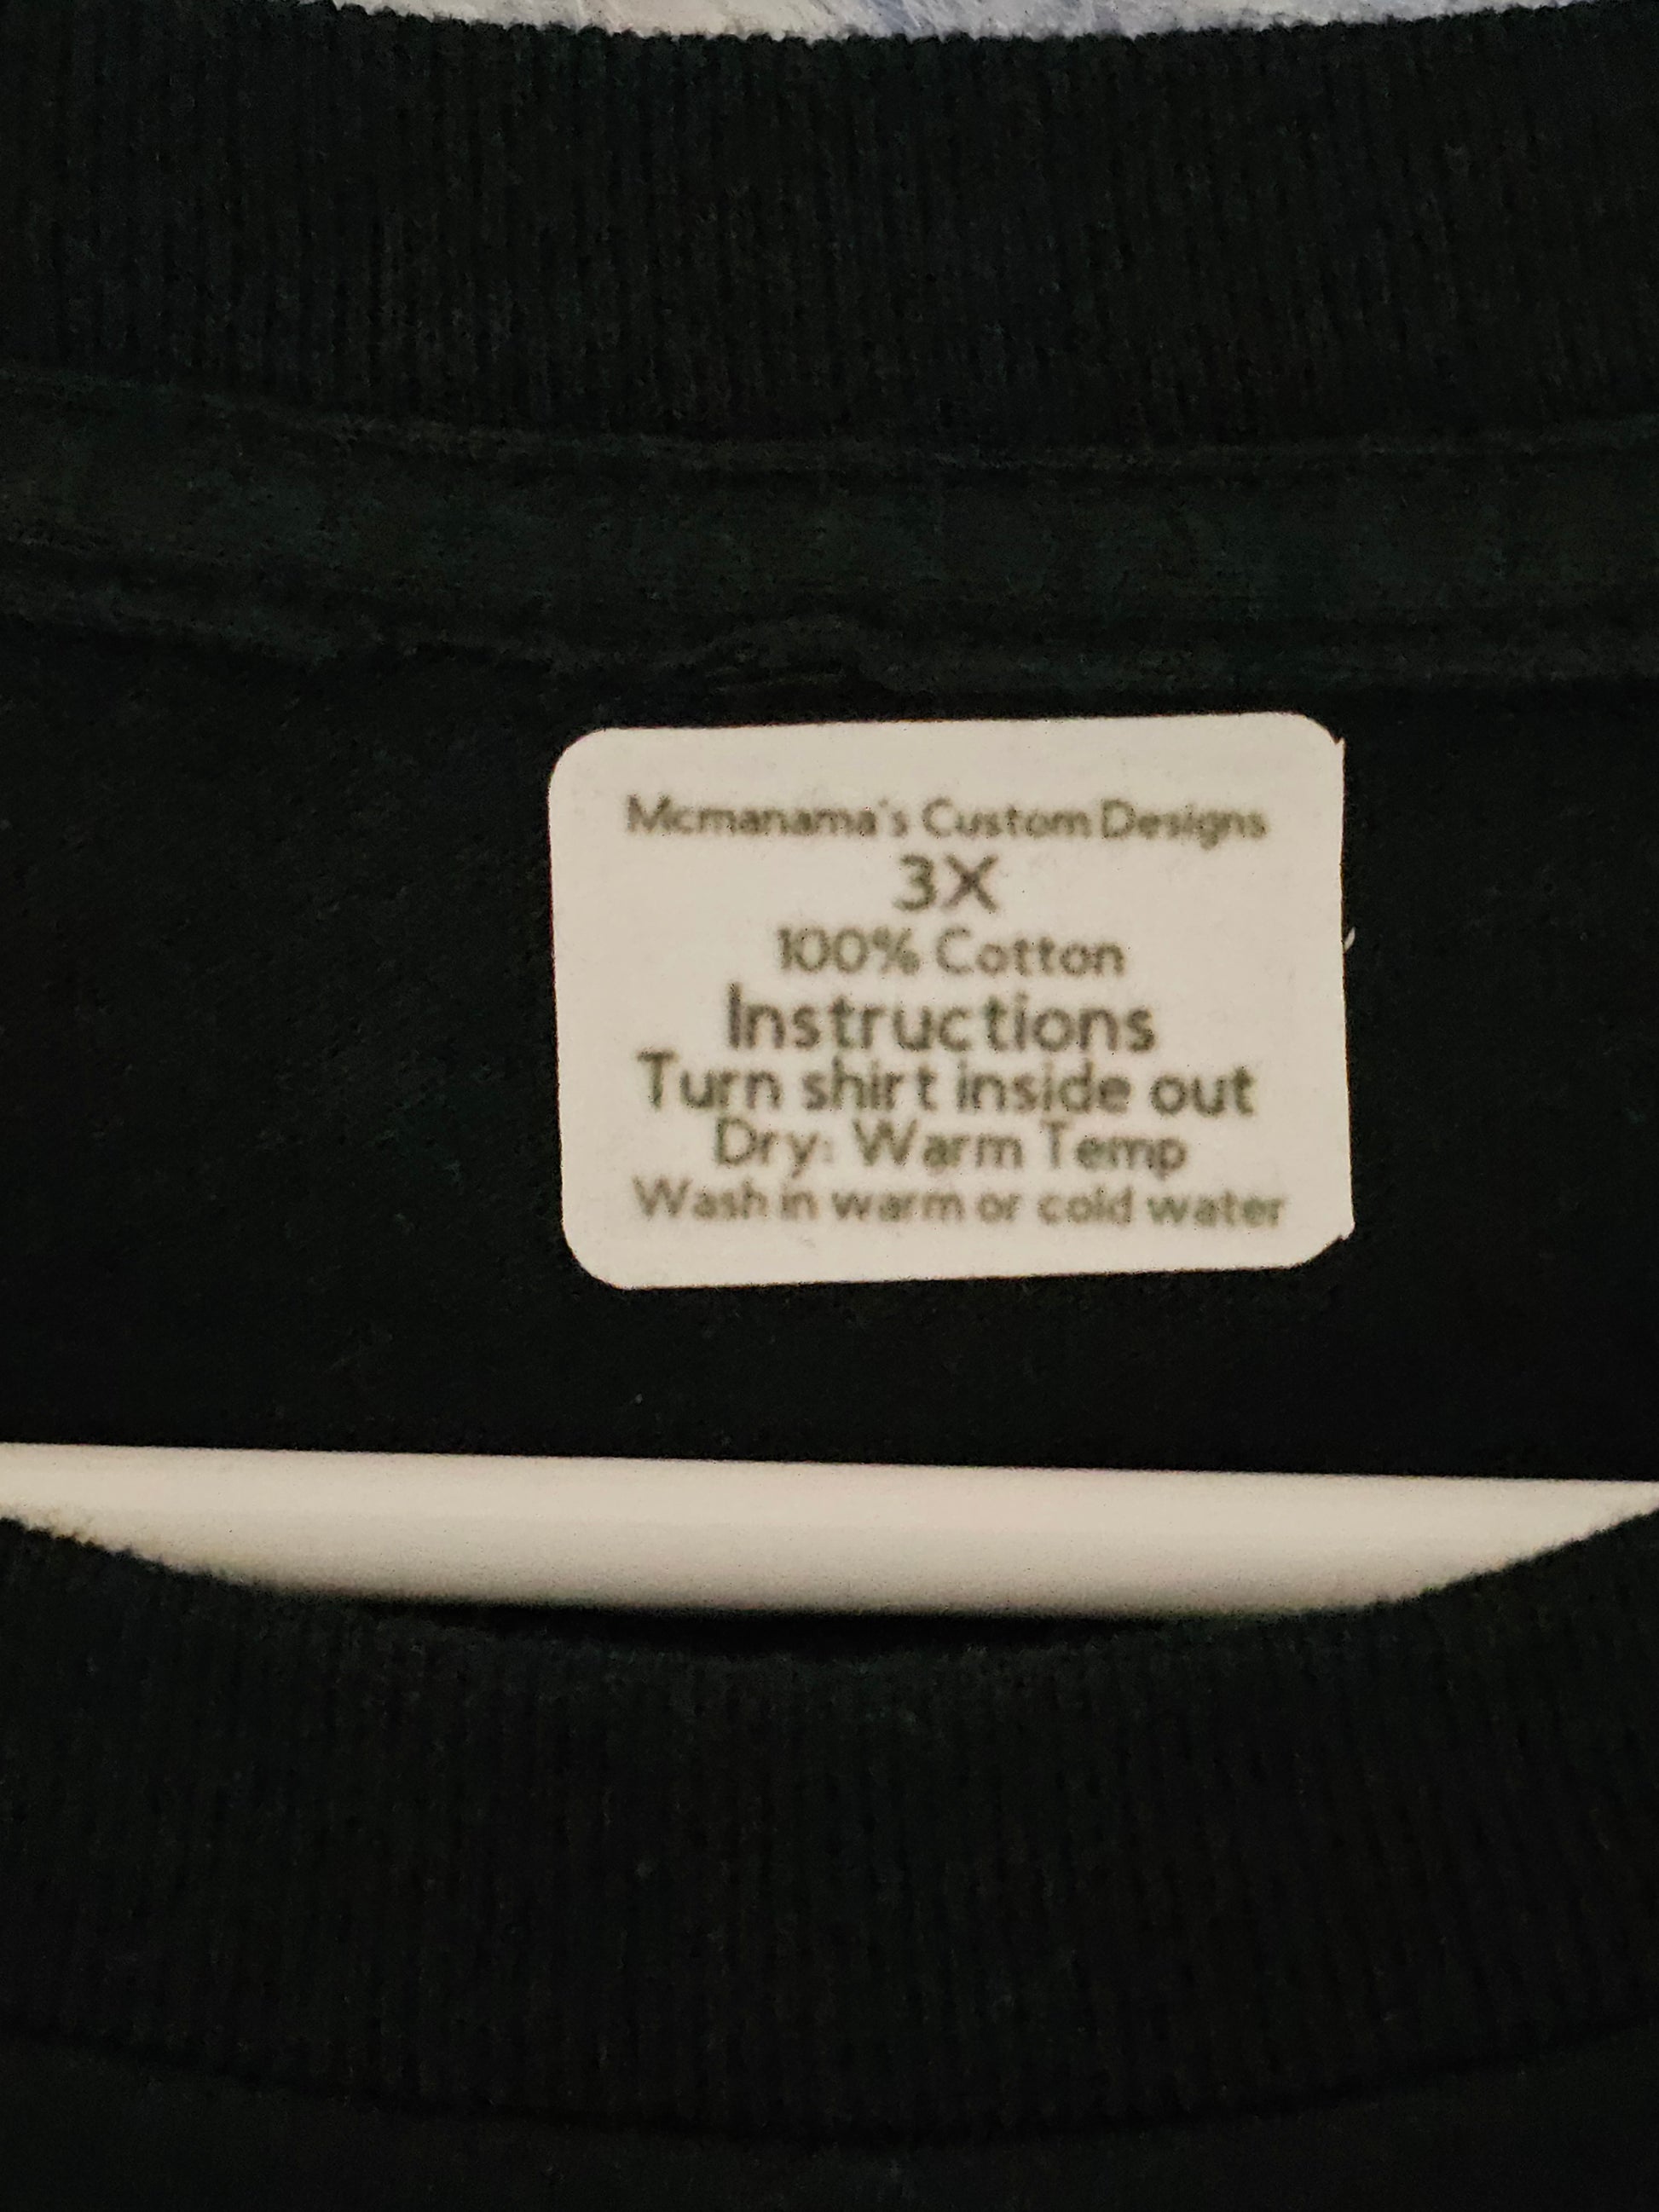 Mcmanama's Custom Designs
3X
100% Cotton
Instructions
Turn shirt inside out
Dry: Warm Temp
Wash in warm or cold water